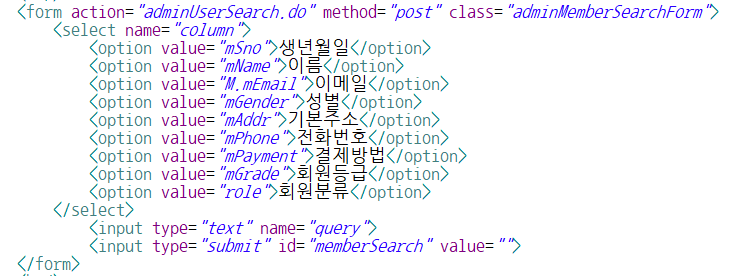 <form action="adminUserSearch.do" method="post" class="adminMemberSearchForm">
<select name="column">
<option value="mSno">생년월일</option>
<option value="mName">이름</option>
<option value="M.mEmail">이메일</option>
<option value="mGender">성별</option>
<option value="mAddr">기본주소</option>
<option value="mPhone">전화번호</option>
<option value="mPayment">결제방법</option>
<option value="mGrade">회원등급</option>
<option value="role">회원분류</option>
</select>
<input type="text" name="query">
<input type="submit" id="memberSearch" value="">
</form>